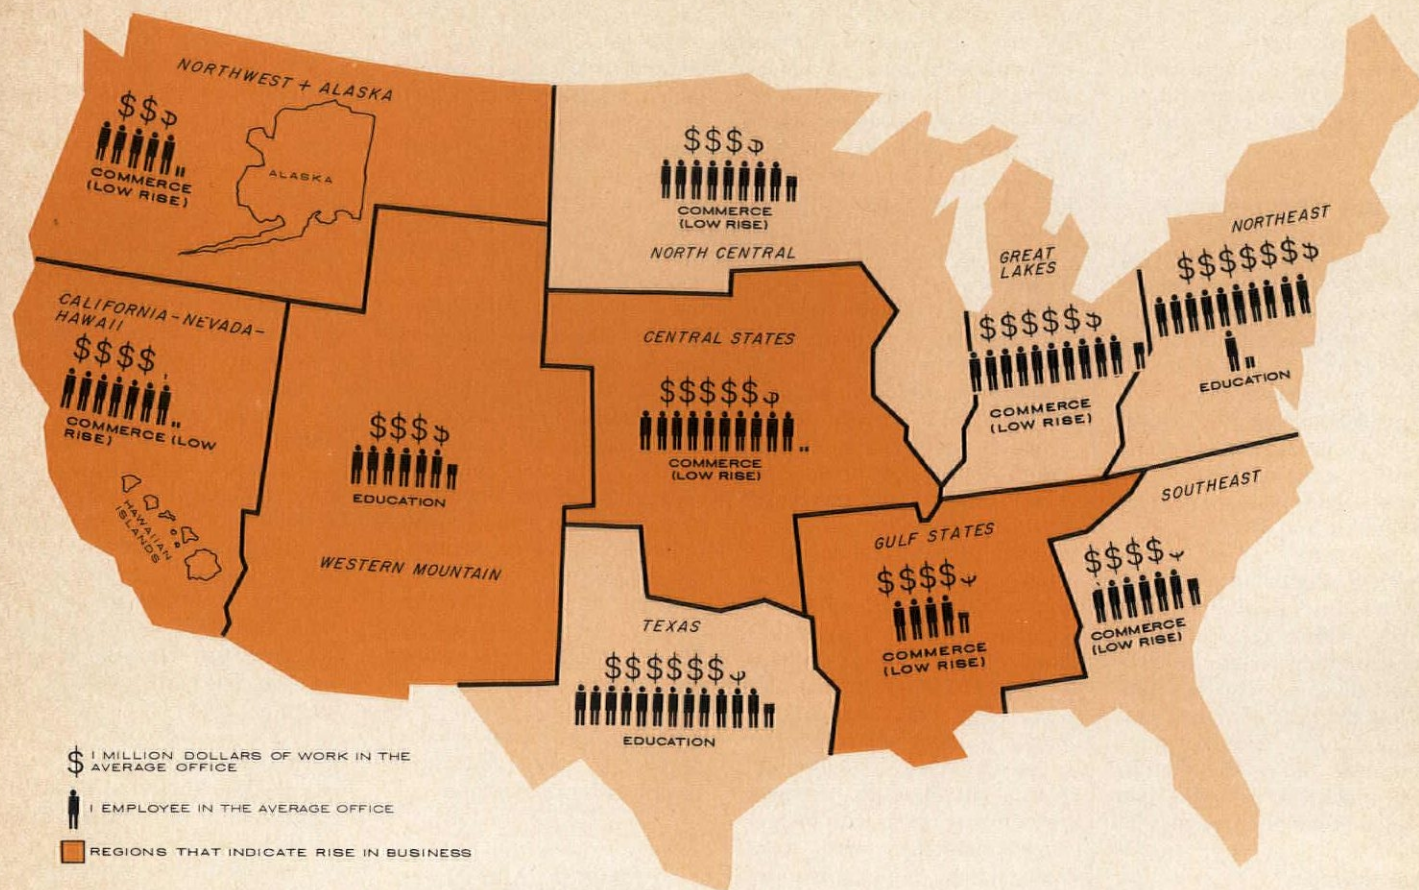 NORTHWEST + ALASKA
$$$
ALASKA
COMMERCE
(LOW RISE)
$$$$
COMMERCE
(LOW RISE)
NORTH CENTRAL
NORTHEAST
$$$$$$$
EDUCATION
GREAT
LAKES
$$$$$$
COMMERCE
(LOW RISE)
CALIFORNIA-NEVADA-
HAWAII
$$$$
COMMERCE (LOW
RISE)
HAWAIIAN
ISLANDS
CENTRAL STATES
$$$$$$
COMMERCE
(LOW RISE)
$$$$
EDUCATION
WESTERN MOUNTAIN
SOUTHEAST
$$$$
COMMERCE
(LOW RISE)
GULF STATES
$$$$
COMMERCE
(LOW RISE)
TEXAS
$$$$$$
EDUCATION
$ 1 MILLION DOLLARS OF WORK IN THE
AVERAGE OFFICE
1 EMPLOYEE IN THE AVERAGE OFFICE
REGIONS THAT INDICATE RISE IN BUSINESS